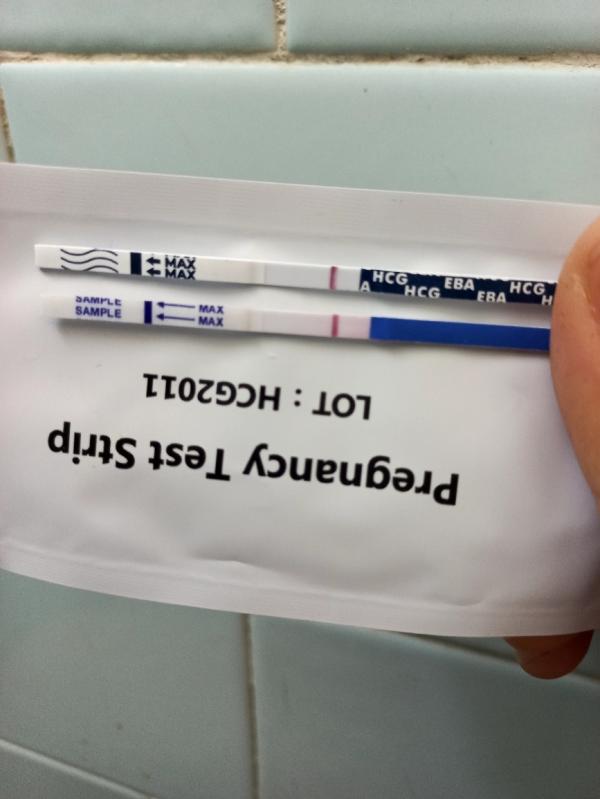 MAX
MAX
HCG EBA HCG
A HCG EBA H
SAMPLE MAX
SAMPLE MAX
Pregnancy Test Strip
LOT : HCG2011